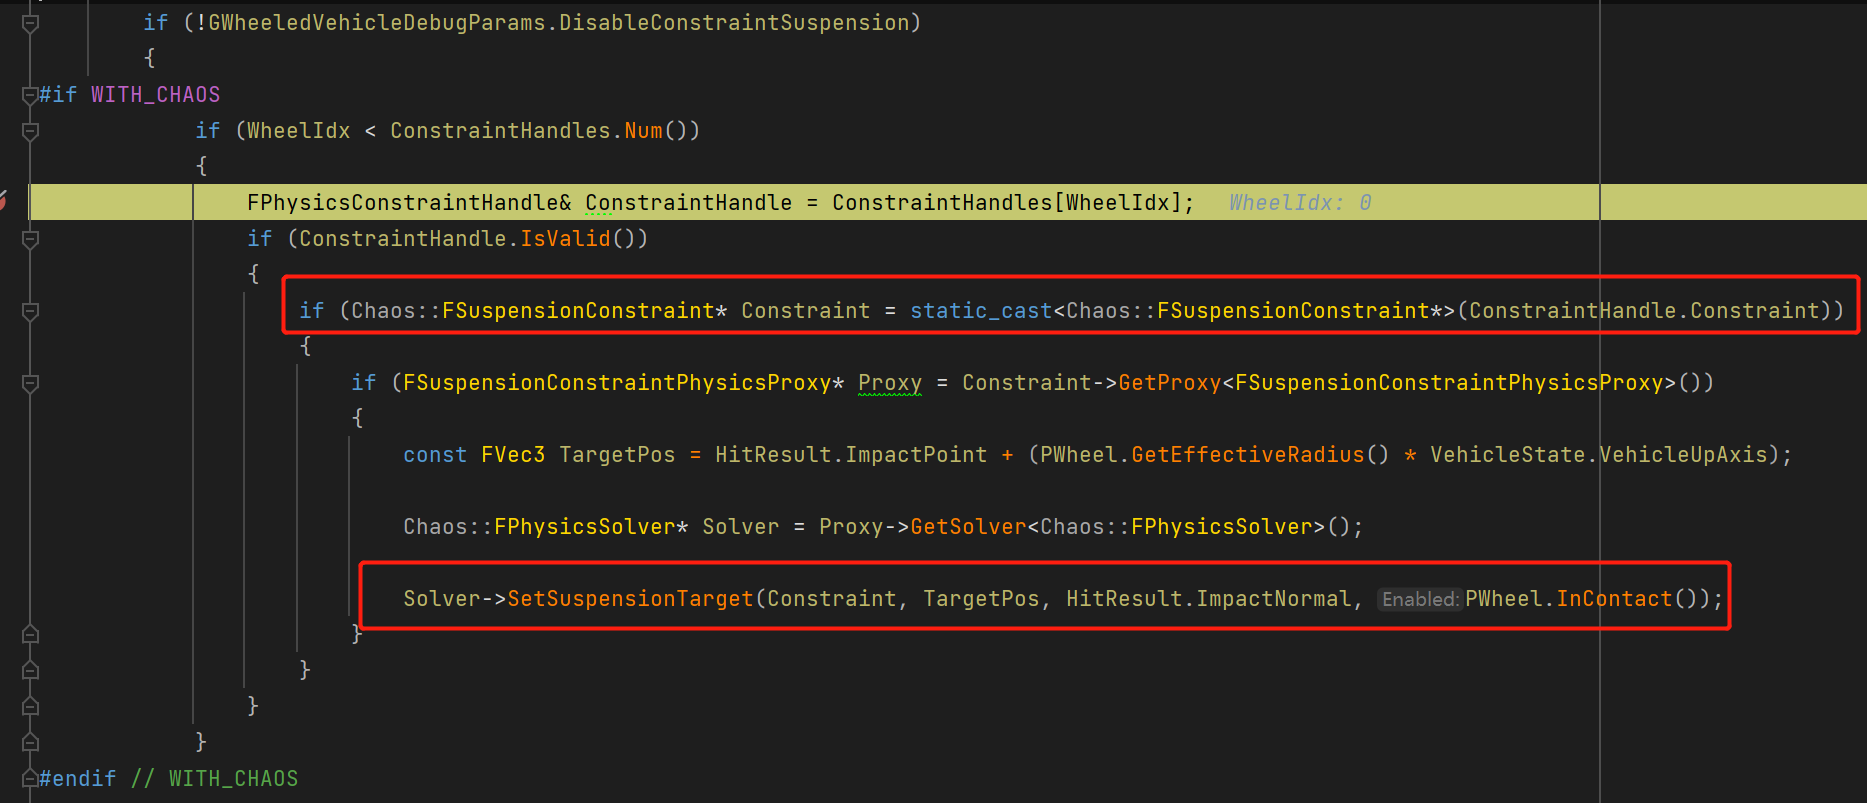 if (!GWheeledVehicleDebugParams.DisableConstraintSuspension)
{
#if WITH_CHAOS
if (WheelIdx < ConstraintHandles.Num())
{
FPhysicsConstraintHandle& ConstraintHandle = ConstraintHandles[WheelIdx];   WheelIdx: 0
if (ConstraintHandle.IsValid())
{
if (Chaos::FSuspensionConstraint* Constraint = static_cast<Chaos::FSuspensionConstraint*>(ConstraintHandle.Constraint))
{
if (FSuspensionConstraintPhysicsProxy* Proxy = Constraint->GetProxy<FSuspensionConstraintPhysicsProxy>())
{
const FVec3 TargetPos = HitResult.ImpactPoint + (PWheel.GetEffectiveRadius() * VehicleState.VehicleUpAxis);
Chaos::FPhysicsSolver* Solver = Proxy->GetSolver<Chaos::FPhysicsSolver>();
Solver->SetSuspensionTarget(Constraint, TargetPos, HitResult.ImpactNormal, Enabled: PWheel.InContact());
}
}
}
}
#endif // WITH_CHAOS